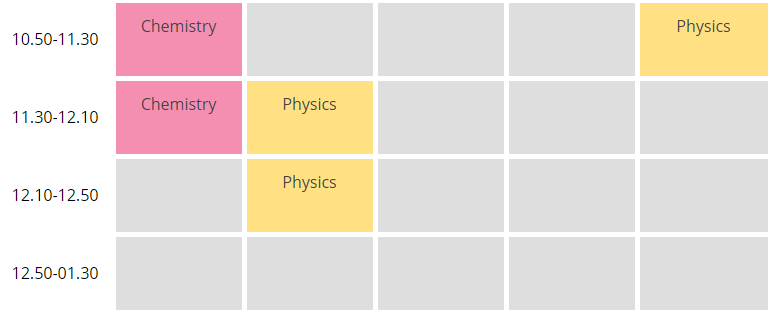 10.50-11.30 Chemistry Physics
11.30-12.10 Chemistry Physics
12.10-12.50 Physics
12.50-01.30